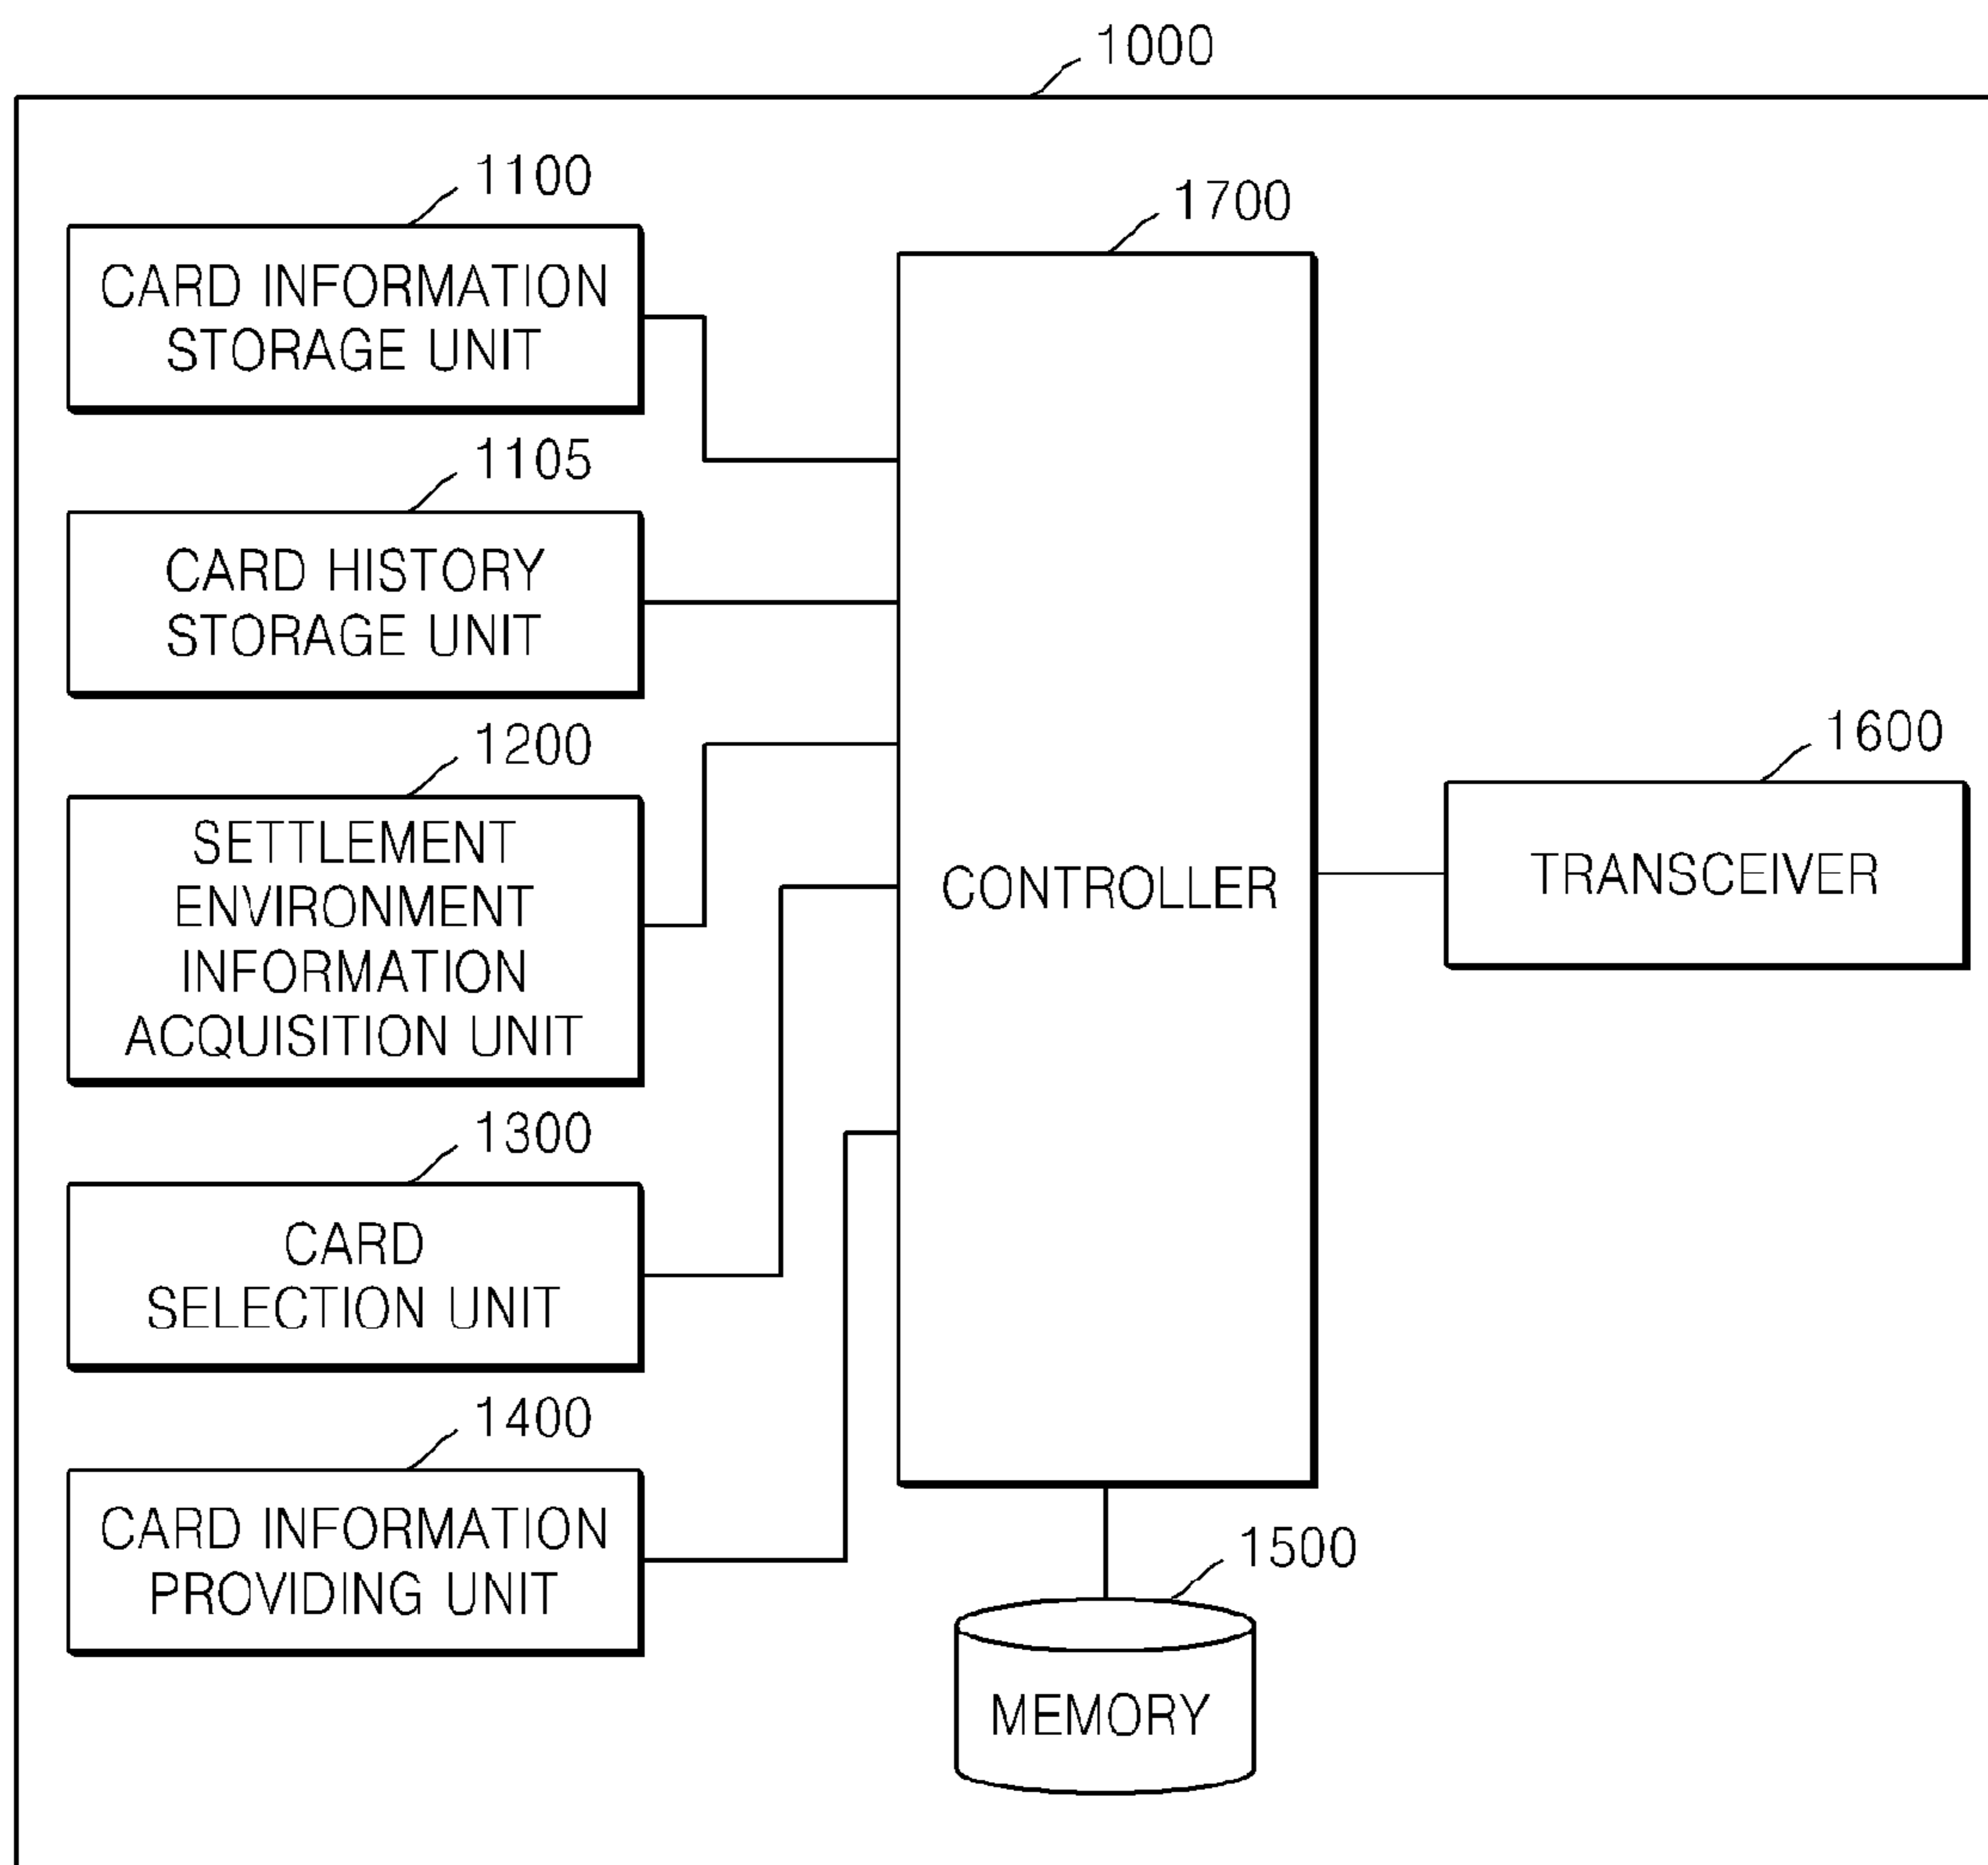 1000
1100
CARD INFORMATION
STORAGE UNIT
1105
CARD HISTORY
STORAGE UNIT
1200
SETTLEMENT
ENVIRONMENT
INFORMATION
ACQUISITION UNIT
1300
CARD
SELECTION UNIT
1400
CARD INFORMATION
PROVIDING UNIT
1700
CONTROLLER
1600
TRANSCEIVER
1500
MEMORY